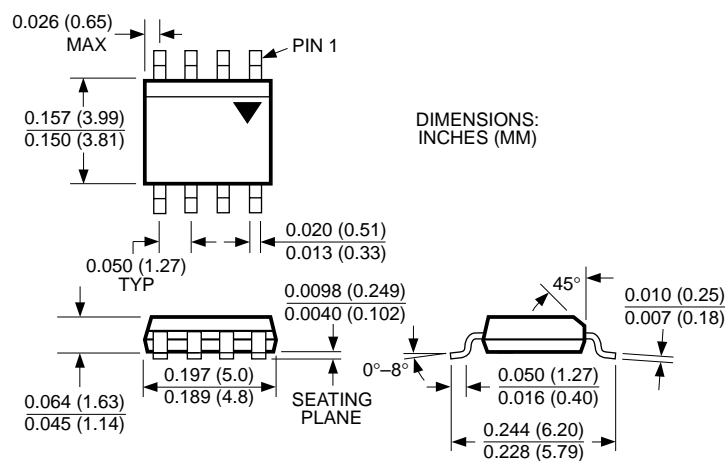 0.026 (0.65)
MAX
PIN 1
0.157 (3.99)
0.150 (3.81)
DIMENSIONS:
INCHES (MM)
0.020 (0.51)
0.013 (0.33)
0.050 (1.27)
TYP
0.0098 (0.249)
0.0040 (0.102)
45°
0.010 (0.25)
0.007 (0.18)
0°–8°
0.197 (5.0)
0.189 (4.8)
SEATING
PLANE
0.050 (1.27)
0.016 (0.40)
0.064 (1.63)
0.045 (1.14)
0.244 (6.20)
0.228 (5.79)